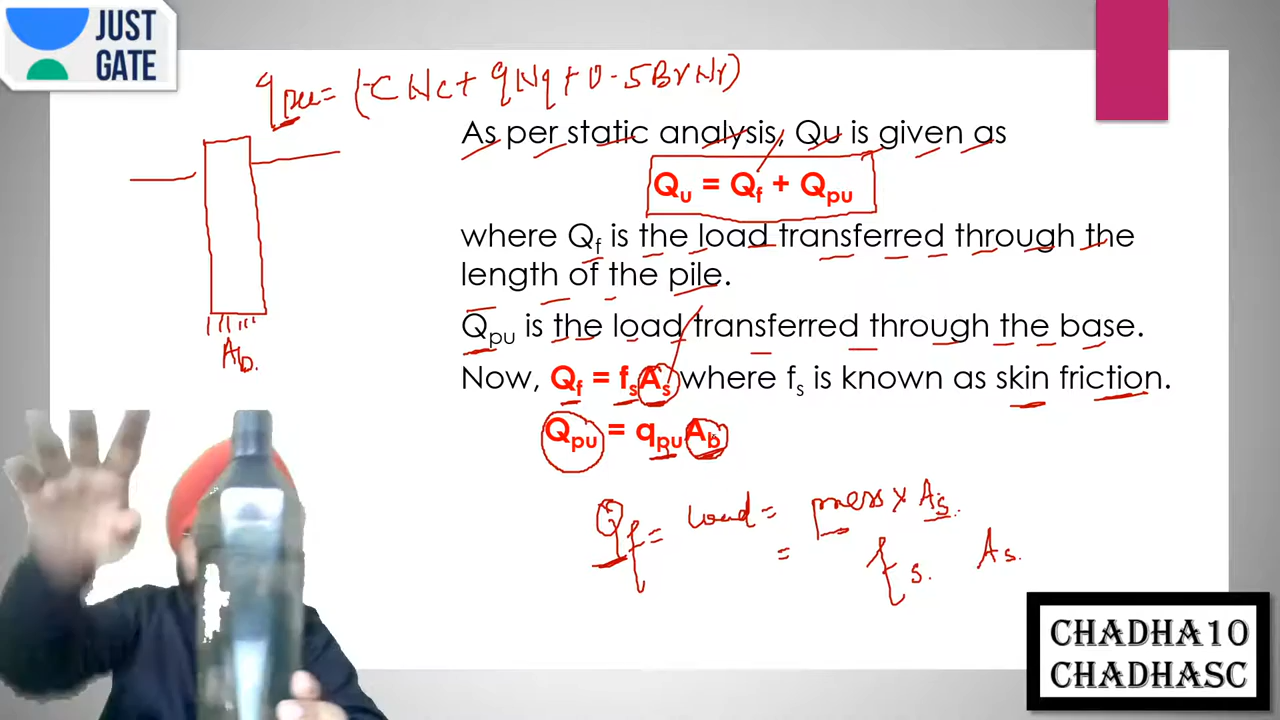 JUST
GATE
qpu = (CNc + qNq + 0.5BγNγ)
As per static analysis, Qu is given as
Qu = Qf + Qpu
where Qf is the load transferred through the
length of the pile.
Qpu is the load transferred through the base.
Now, Qf = fsAs where fs is known as skin friction.
Qpu = qpuAb
Ab.
Qf = load = press × As.
= fs. As.
CHADHA10
CHADHASC